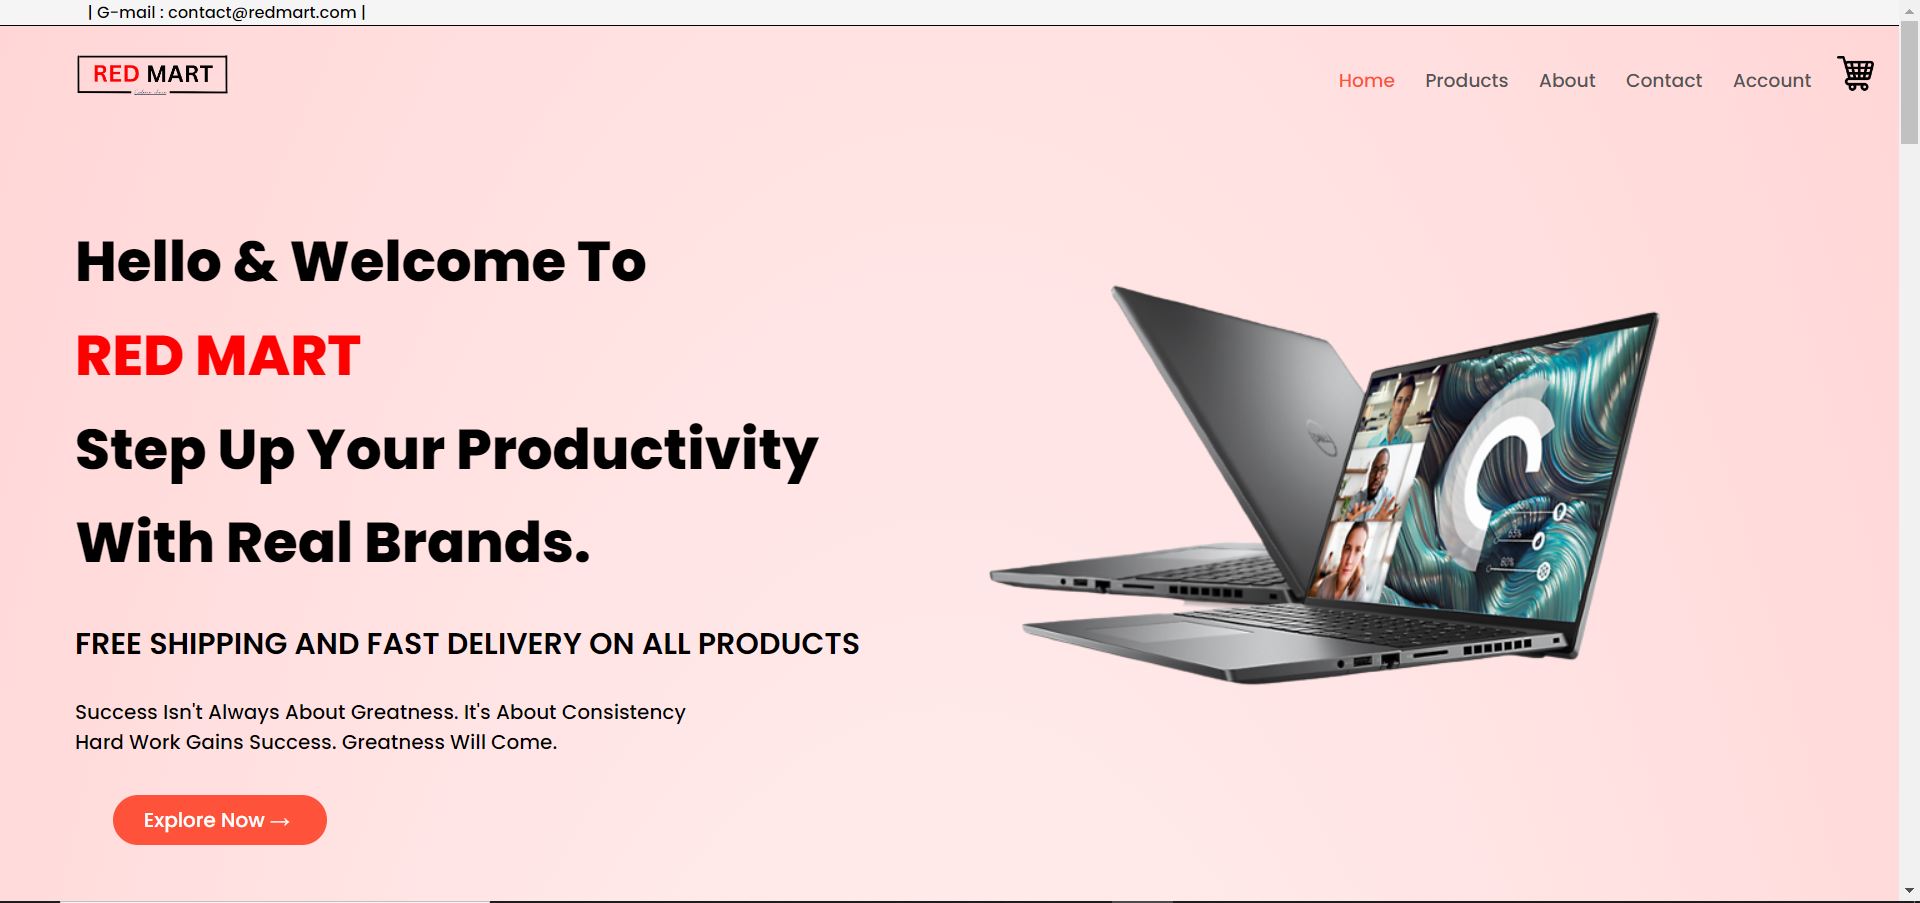 | G-mail : contact@redmart.com |
RED MART
Home Products About Contact Account
Hello & Welcome To
RED MART
Step Up Your Productivity
With Real Brands.
FREE SHIPPING AND FAST DELIVERY ON ALL PRODUCTS
Success Isn't Always About Greatness. It's About Consistency
Hard Work Gains Success. Greatness Will Come.
Explore Now →